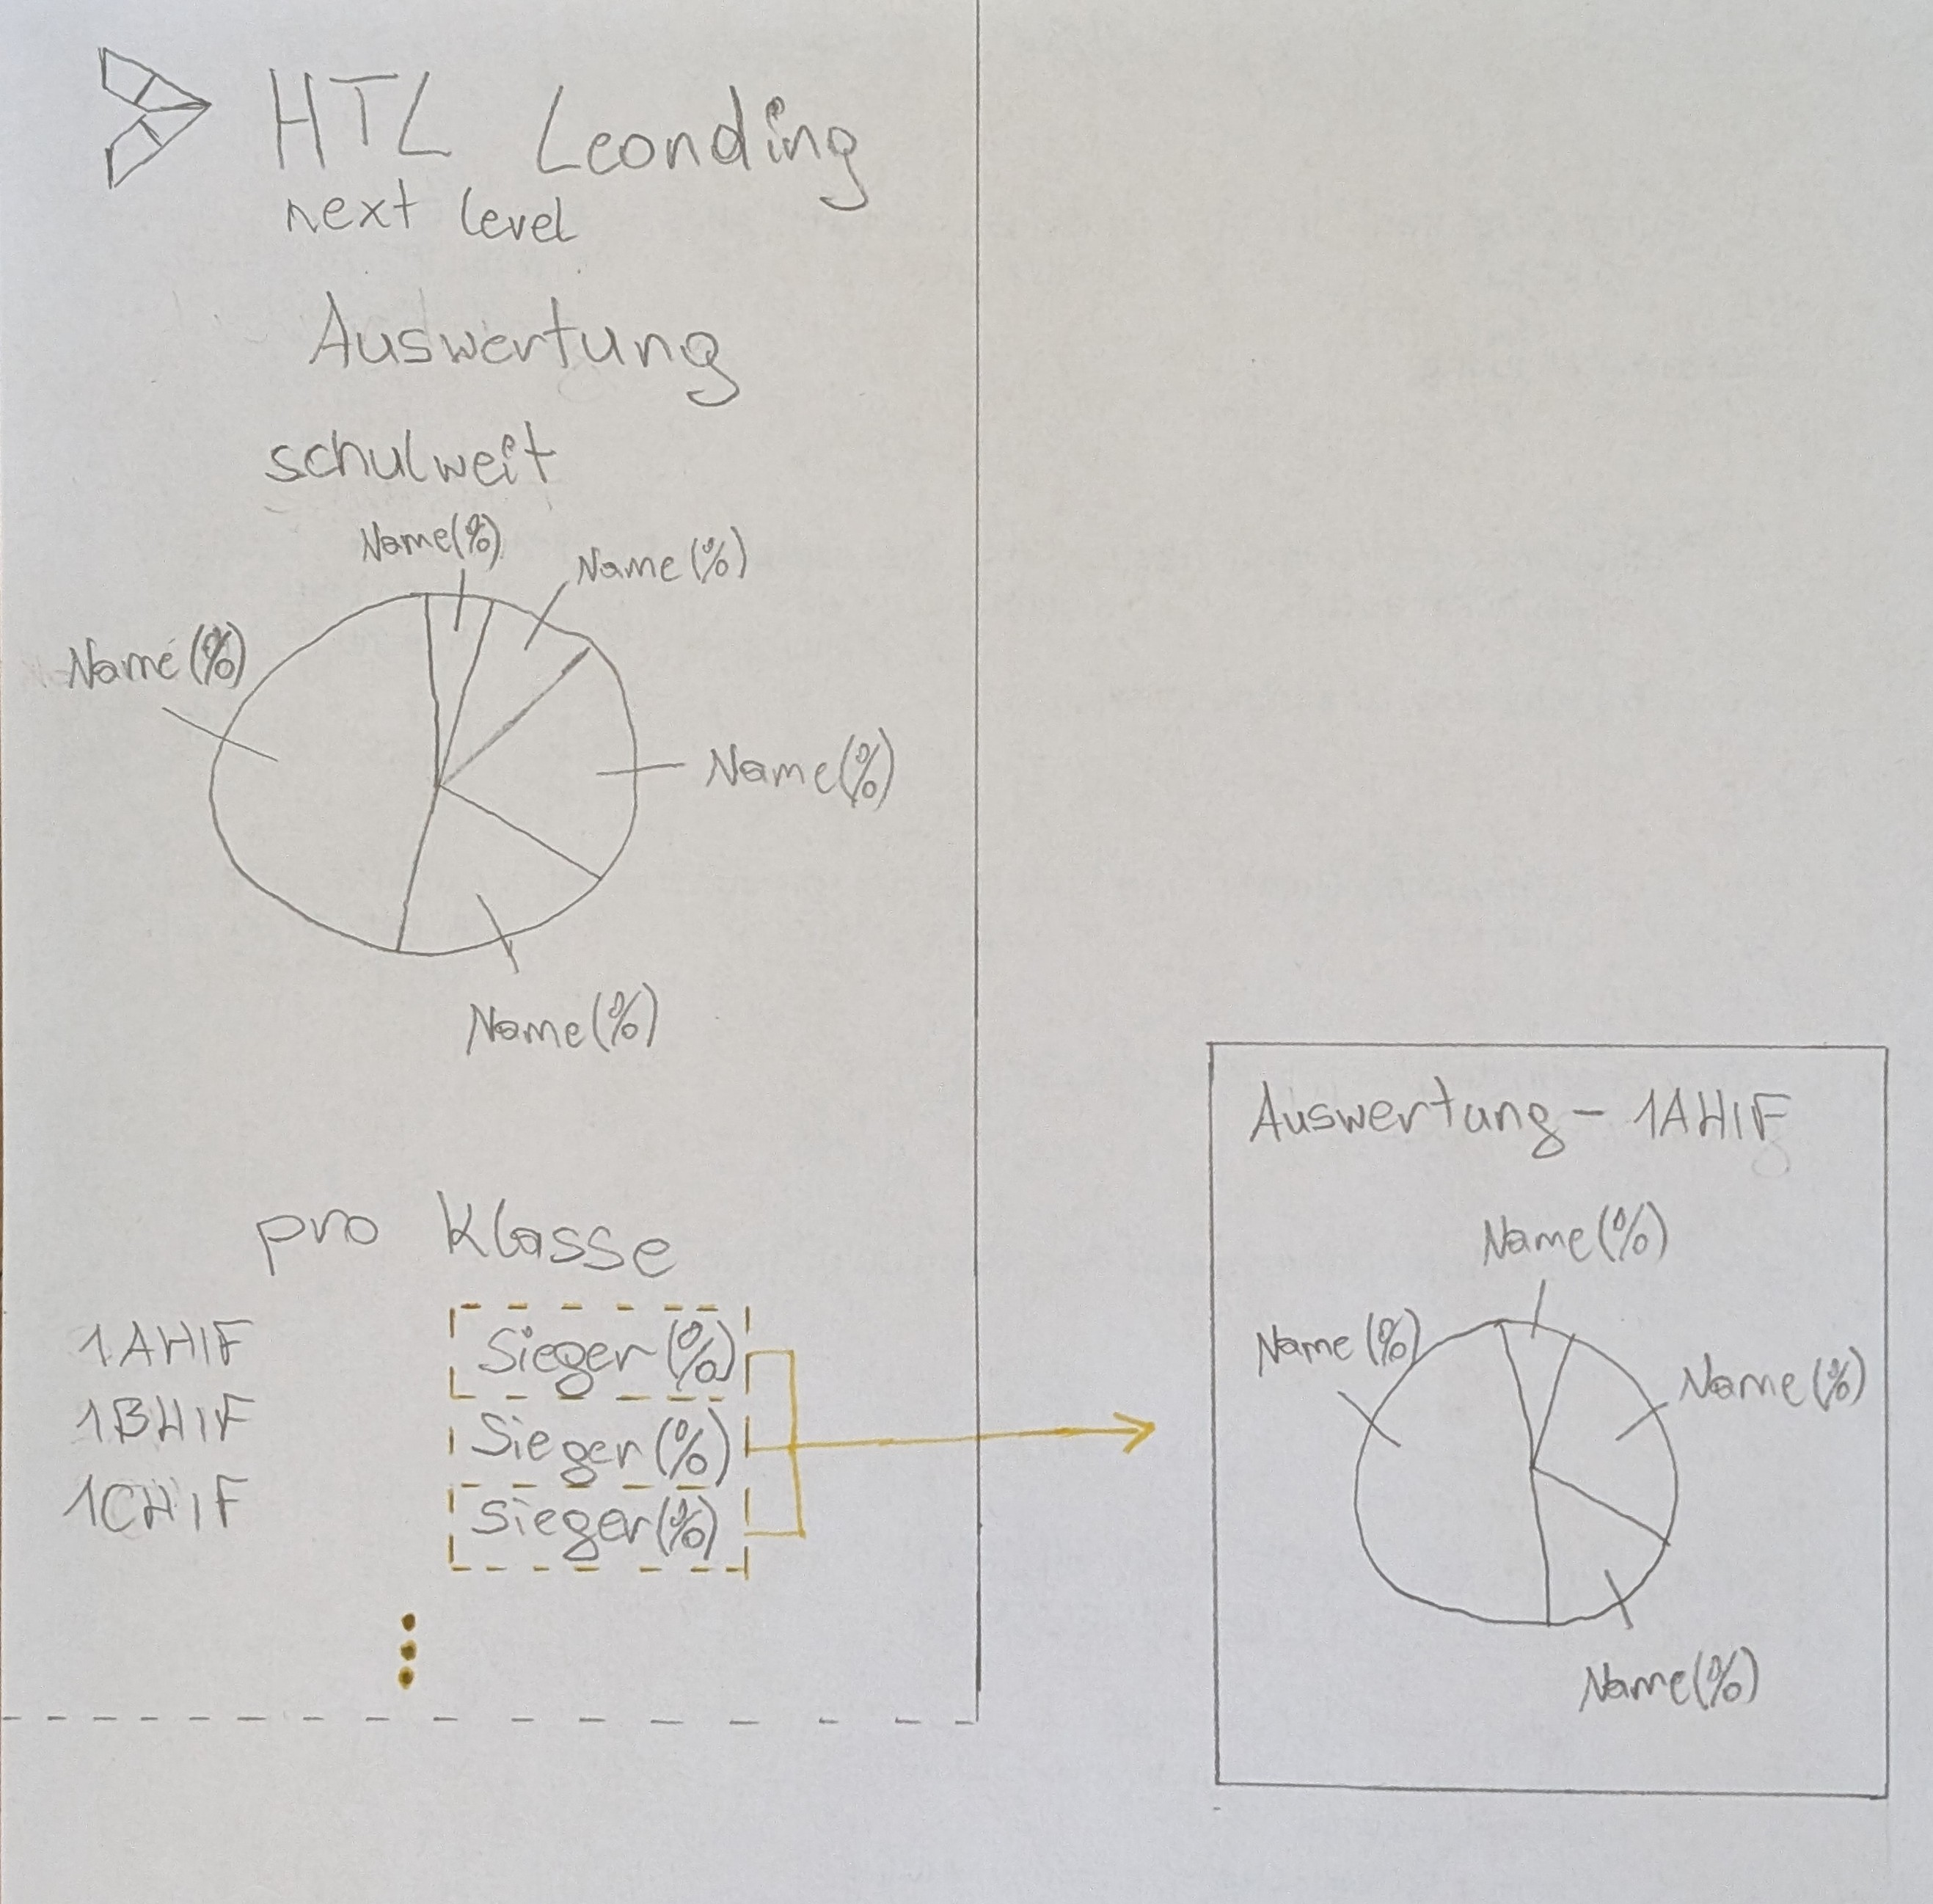 HTL Leonding
next level
Auswertung
schulweit
Name(%)
Name(%)
Name(%)
Name(%)
Name(%)
pro Klasse
1AHIF Sieger(%)
1BHIF Sieger(%)
1CHIF Sieger(%)
Auswertung - 1AHIF
Name(%)
Name(%)
Name(%)
Name(%)